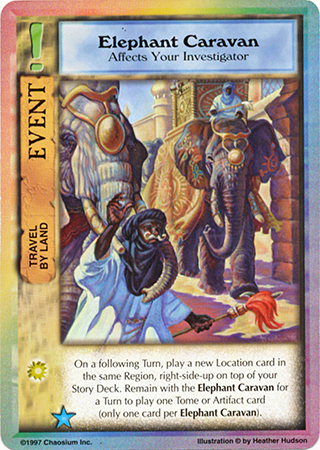 Elephant Caravan
Affects Your Investigator
EVENT!
TRAVEL
BY LAND
On a following Turn, play a new Location card in
the same Region, right-side-up on top of your
Story Deck. Remain with the Elephant Caravan for
a Turn to play one Tome or Artifact card
(only one card per Elephant Caravan).
©1997 Chaosium Inc.
Illustration © by Heather Hudson